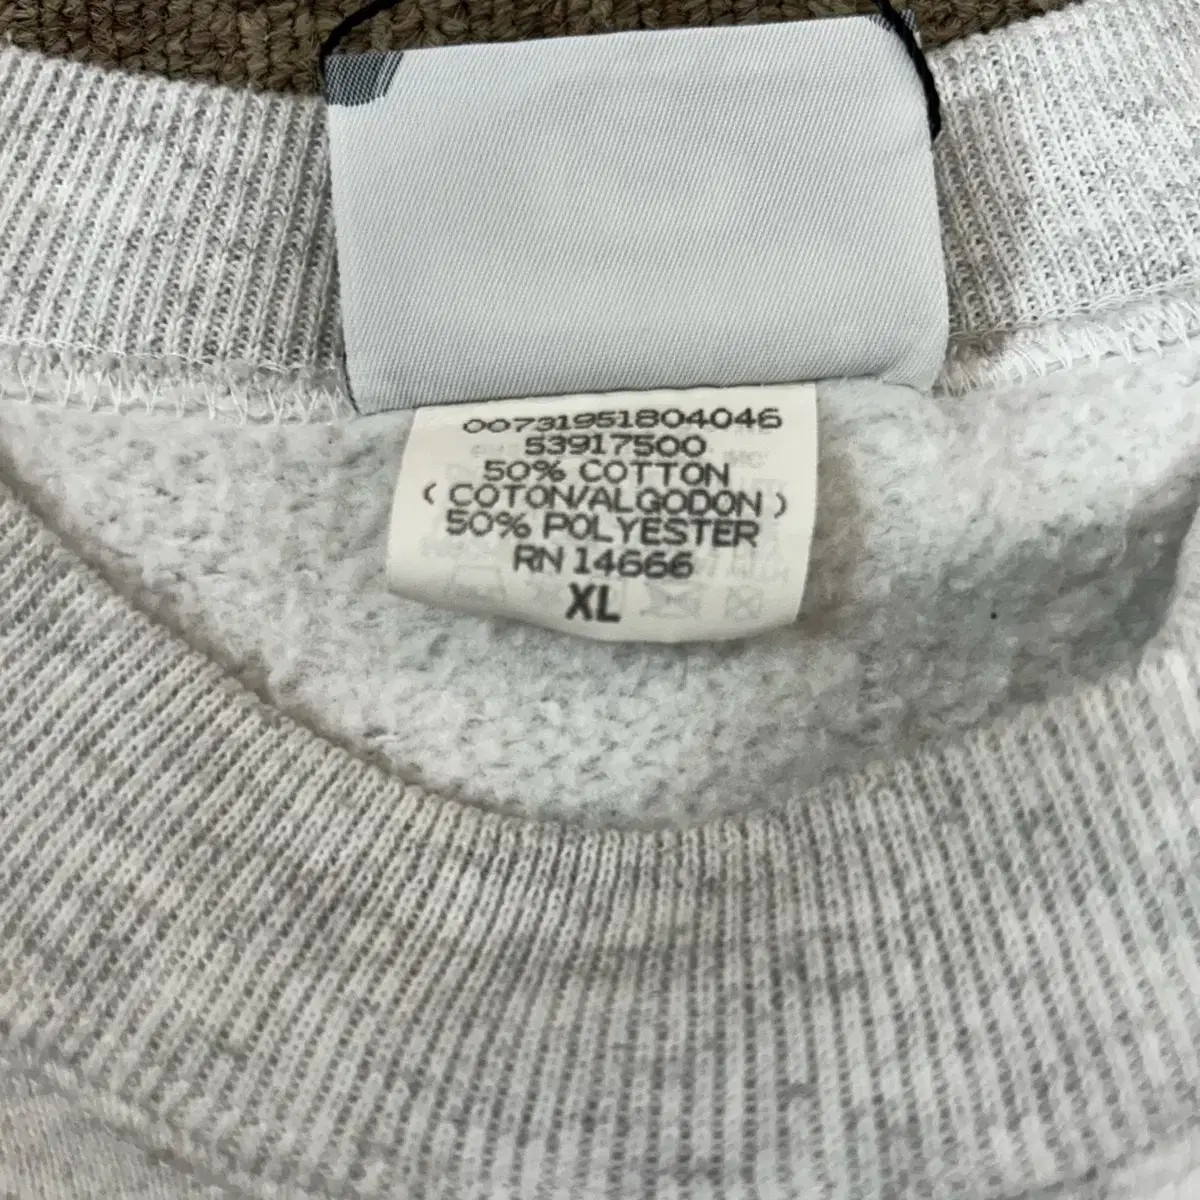 00731951804046
53917500
50% COTTON
( COTON/ALGODON )
50% POLYESTER
RN 14666
XL